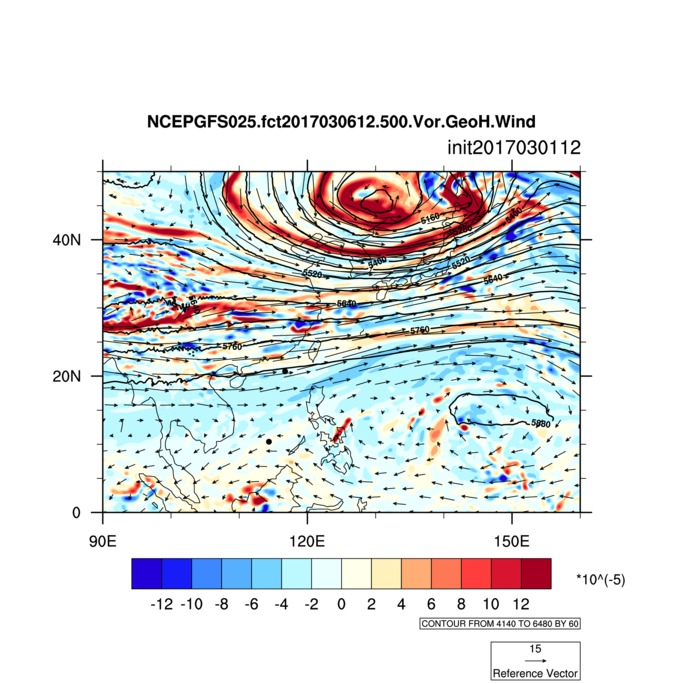 NCEPGFS025.fct2017030612.500.Vor.GeoH.Wind
init2017030112
40N
20N
0
90E 120E 150E
5160
5400
5520
5520
5640
5640
5760
5760
5880
-12 -10 -8 -6 -4 -2 0 2 4 6 8 10 12
*10^(-5)
CONTOUR FROM 4140 TO 6480 BY 60
15
Reference Vector